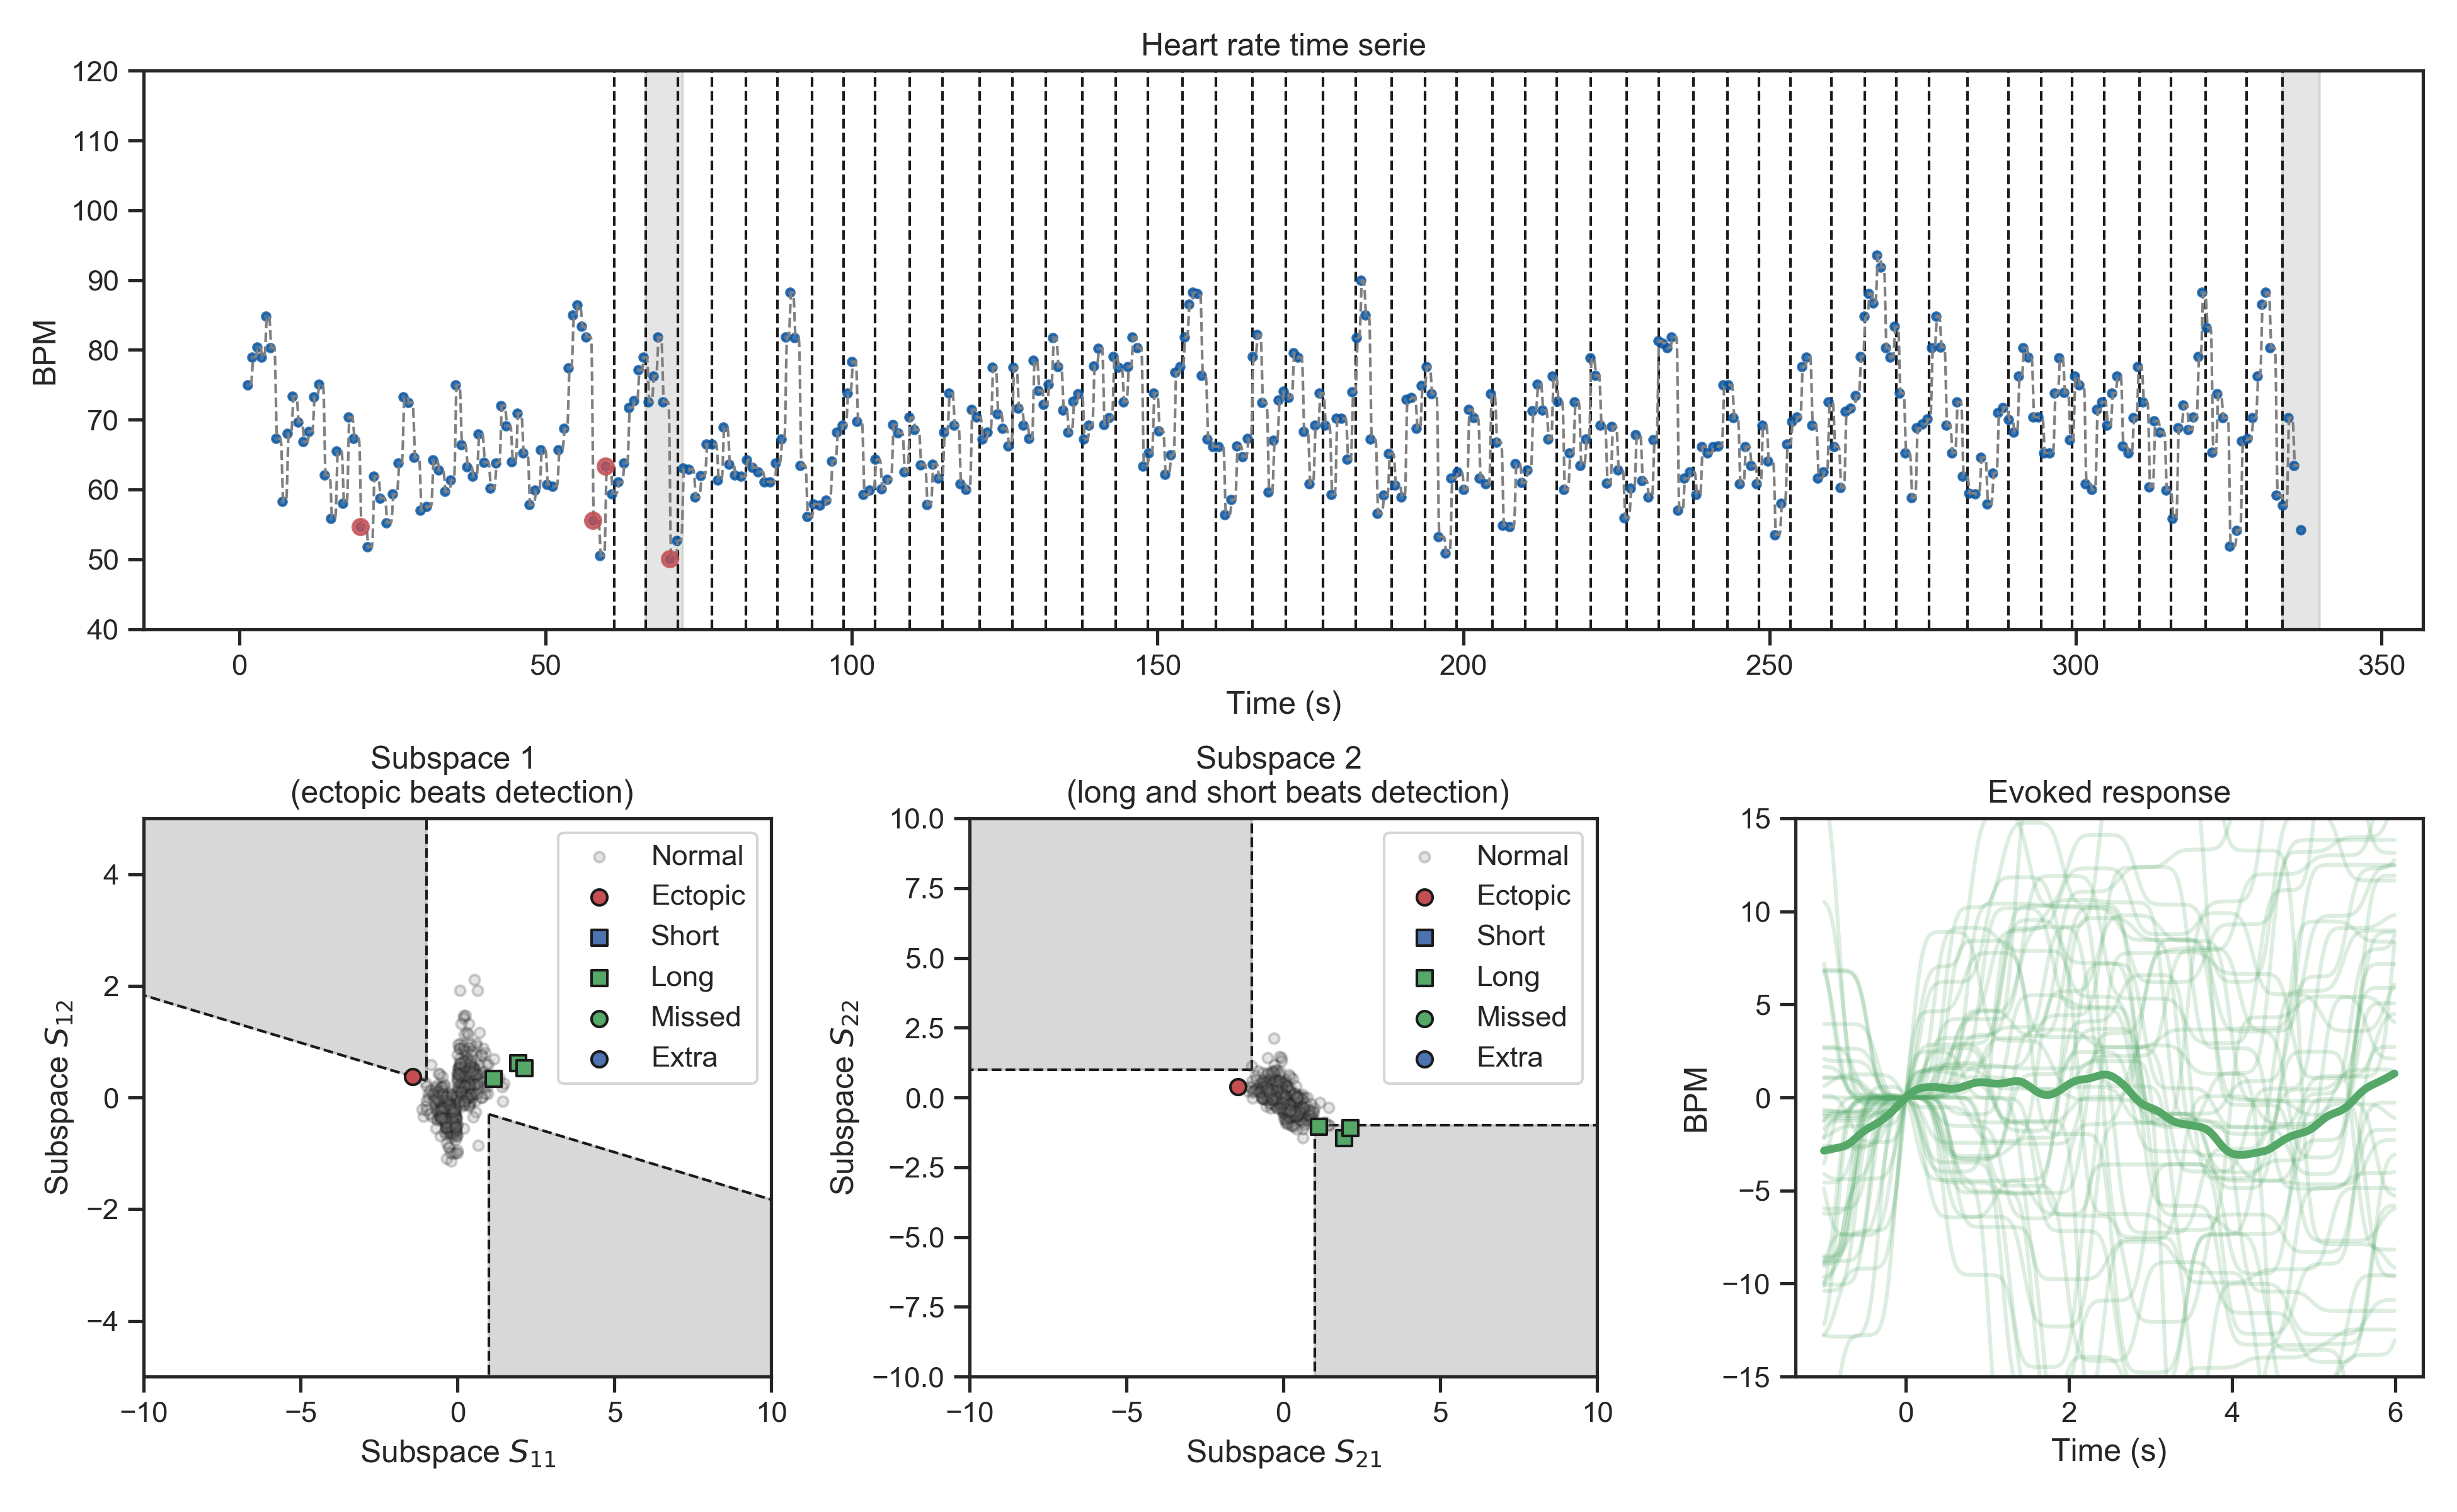 Heart rate time serie
120
110
100
90
80
70
60
50
40
BPM
0 50 100 150 200 250 300 350
Time (s)
Subspace 1
(ectopic beats detection)
4
2
0
−2
−4
Subspace S12
−10 −5 0 5 10
Subspace S11
Normal
Ectopic
Short
Long
Missed
Extra
Subspace 2
(long and short beats detection)
10.0
7.5
5.0
2.5
0.0
−2.5
−5.0
−7.5
−10.0
Subspace S22
−10 −5 0 5 10
Subspace S21
Normal
Ectopic
Short
Long
Missed
Extra
Evoked response
15
10
5
0
−5
−10
−15
BPM
0 2 4 6
Time (s)